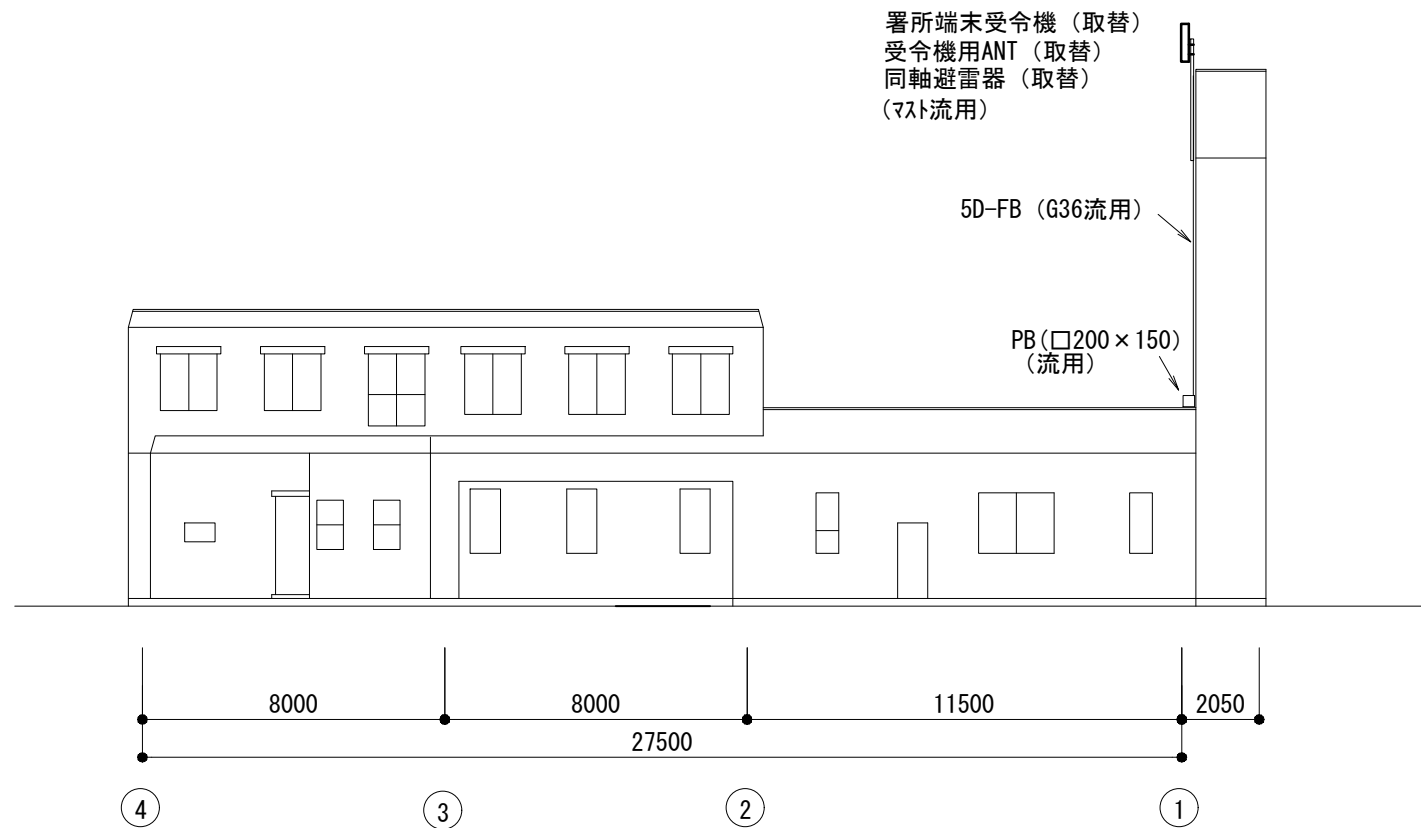 署所端末受令機（取替）
受令機用ANT（取替）
同軸避雷器（取替）
(ﾏｽﾄ流用)
5D-FB（G36流用）
PB(□200×150)
（流用）
8000
8000
11500
2050
27500
4
3
2
1